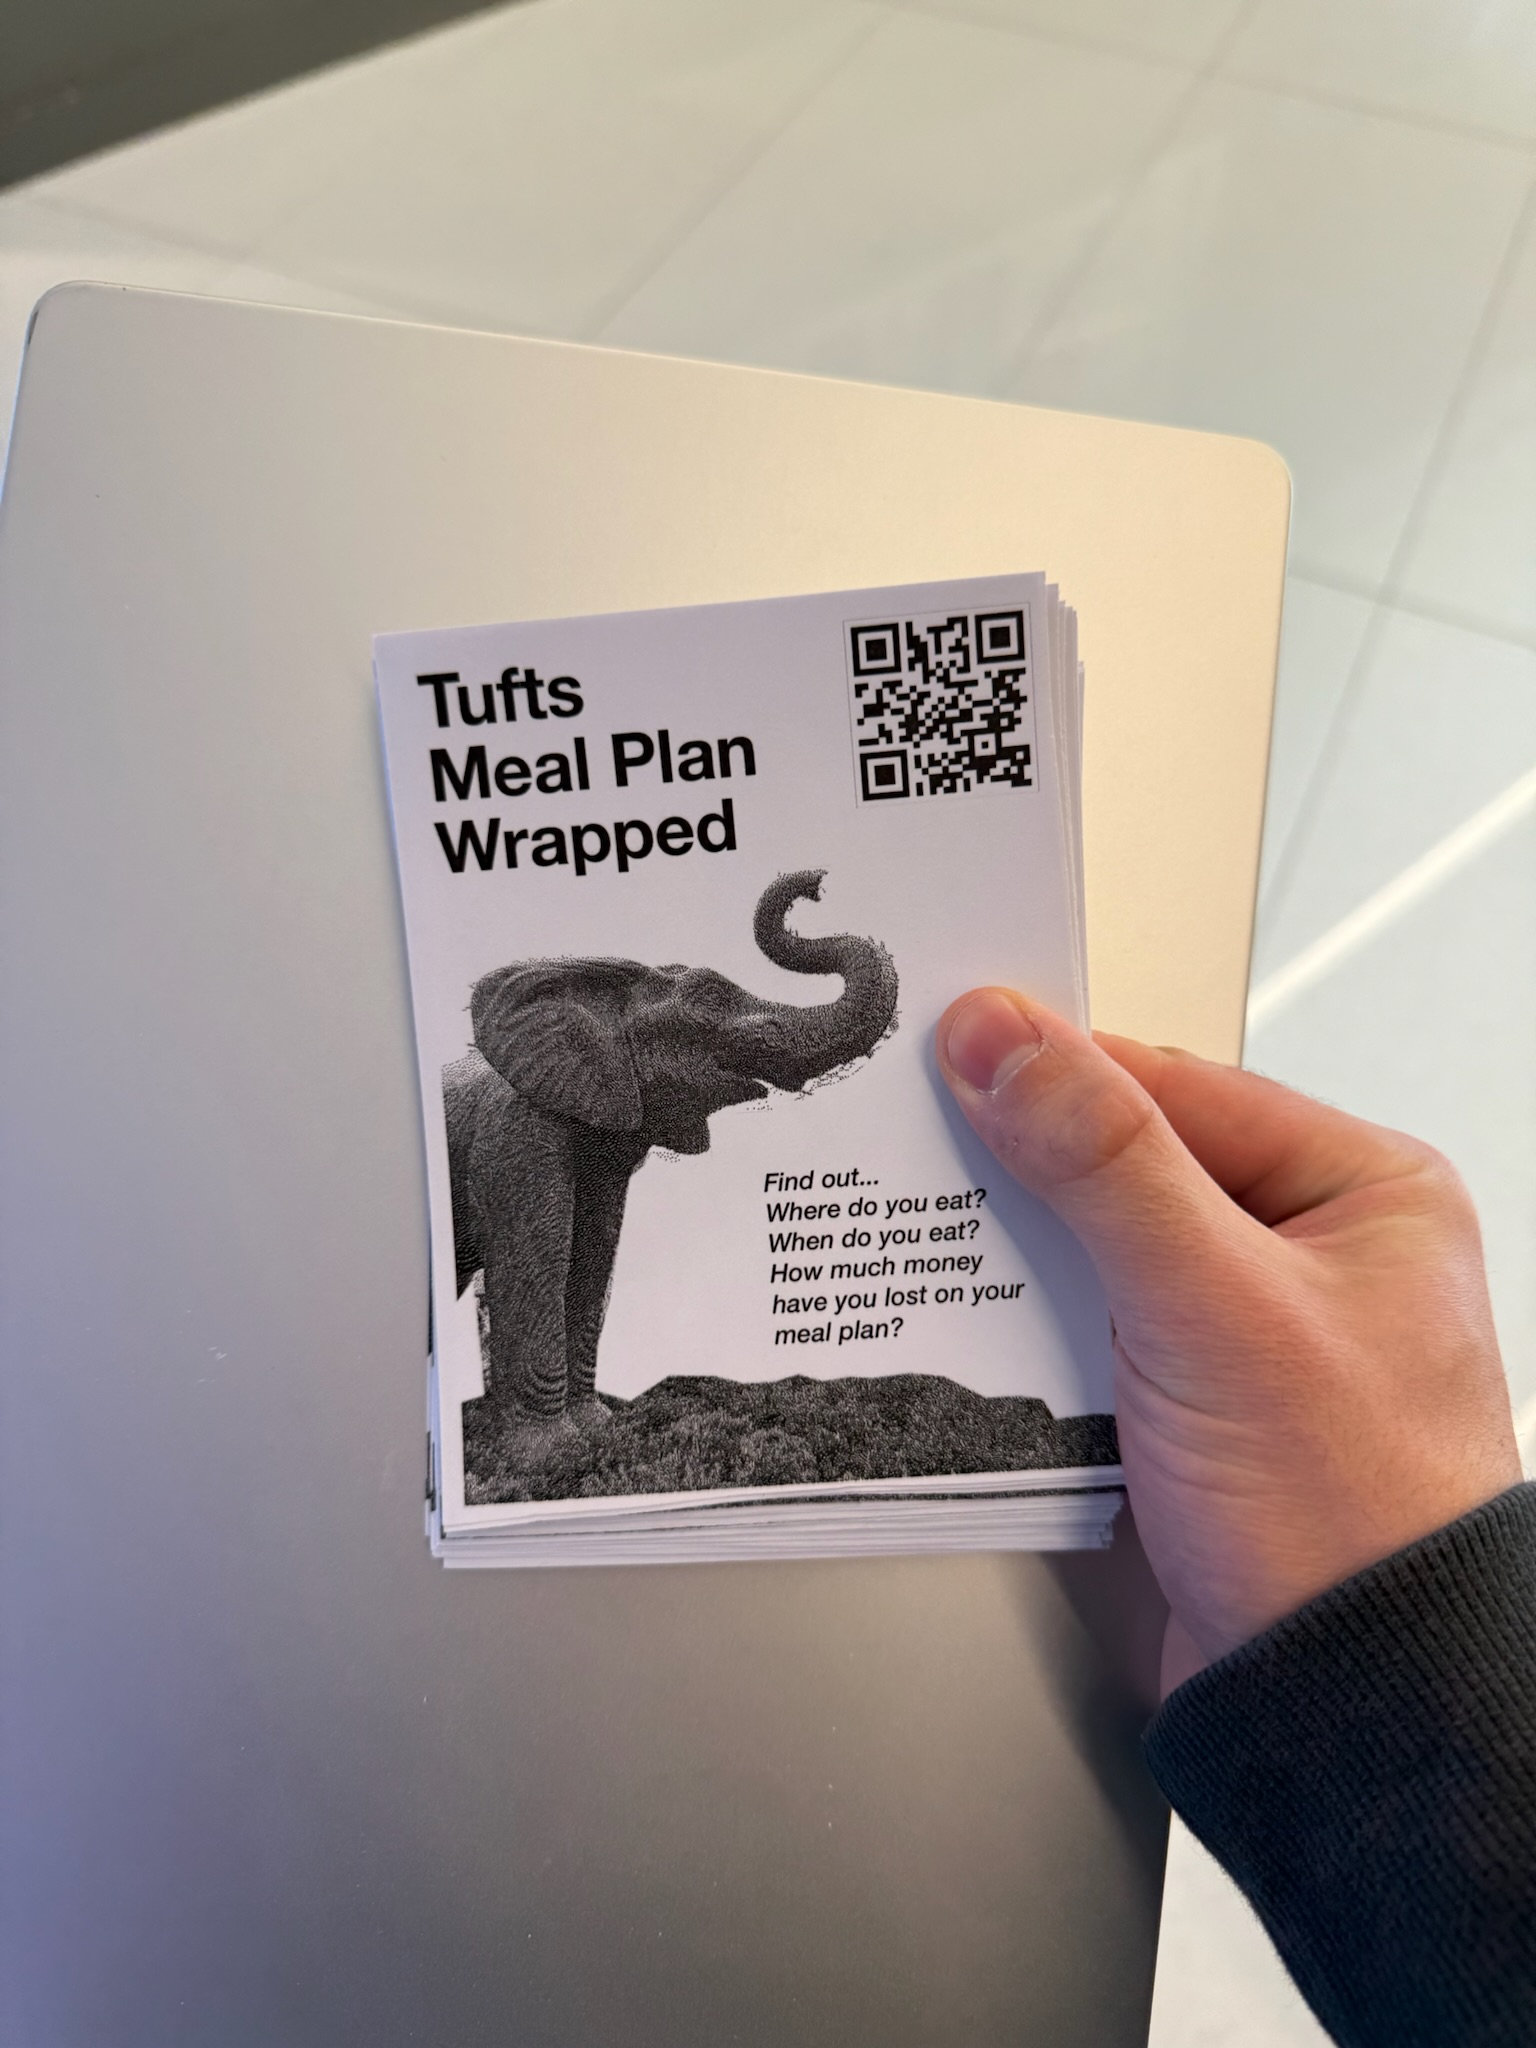 Tufts
Meal Plan
Wrapped
Find out...
Where do you eat?
When do you eat?
How much money
have you lost on your
meal plan?